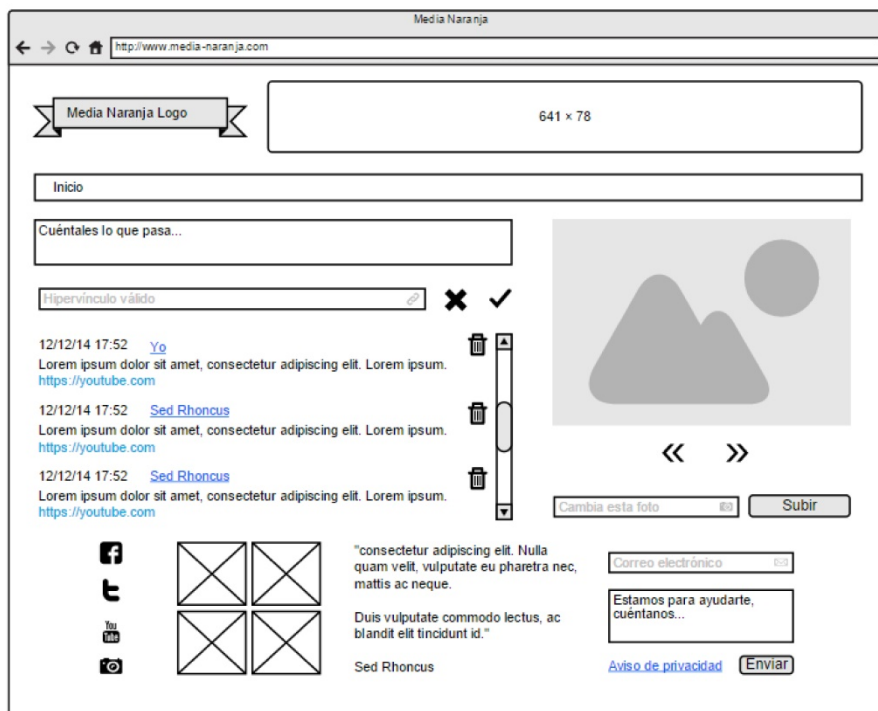 Media Naranja
http://www.media-naranja.com
Media Naranja Logo
641 × 78
Inicio
Cuéntales lo que pasa...
Hipervínculo válido
12/12/14 17:52 Yo
Lorem ipsum dolor sit amet, consectetur adipiscing elit. Lorem ipsum.
https://youtube.com
12/12/14 17:52 Sed Rhoncus
Lorem ipsum dolor sit amet, consectetur adipiscing elit. Lorem ipsum.
https://youtube.com
12/12/14 17:52 Sed Rhoncus
Lorem ipsum dolor sit amet, consectetur adipiscing elit. Lorem ipsum.
https://youtube.com
Cambia esta foto
Subir
You
Tube
"consectetur adipiscing elit. Nulla
quam velit, vulputate eu pharetra nec,
mattis ac neque.
Duis vulputate commodo lectus, ac
blandit elit tincidunt id."
Sed Rhoncus
Correo electrónico
Estamos para ayudarte,
cuéntanos...
Aviso de privacidad
Enviar